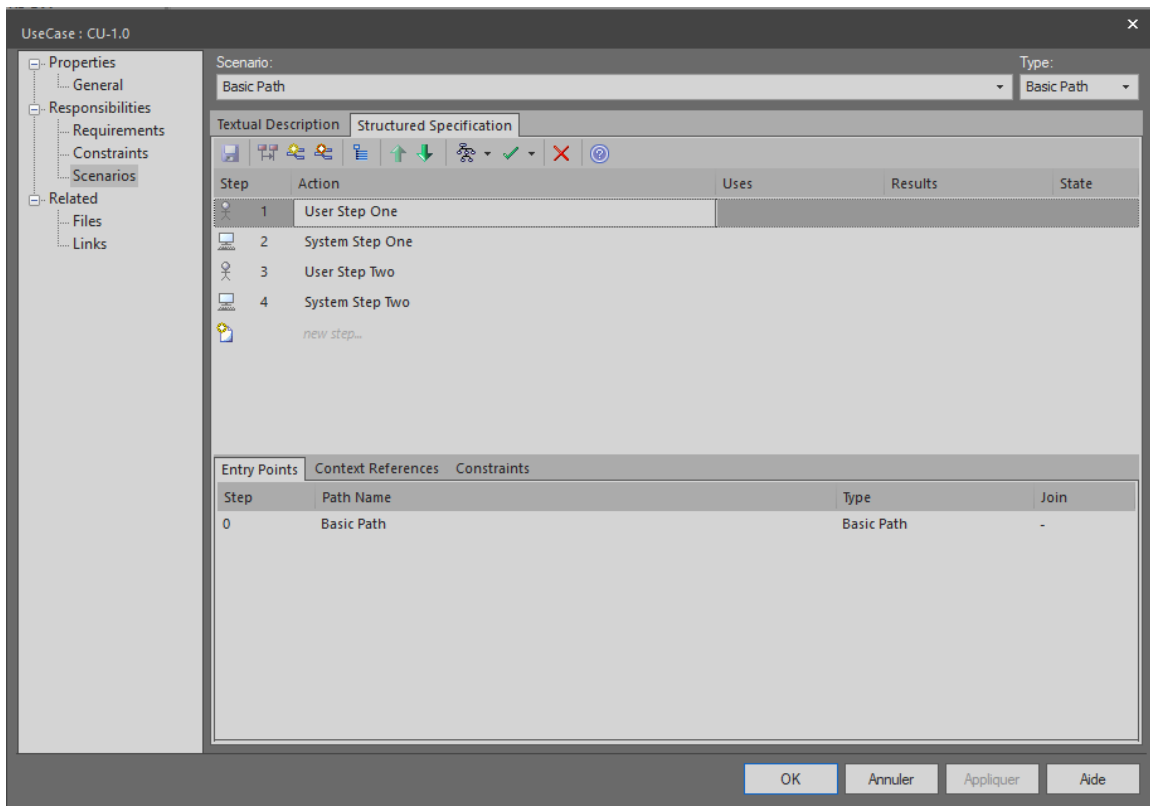 UseCase : CU-1.0
Properties
General
Responsibilities
Requirements
Constraints
Scenarios
Related
Files
Links
Scenario: Type:
Basic Path Basic Path
Textual Description Structured Specification
Step Action Uses Results State
1 User Step One
2 System Step One
3 User Step Two
4 System Step Two
new step...
Entry Points Context References Constraints
Step Path Name Type Join
0 Basic Path Basic Path -
OK Annuler Appliquer Aide